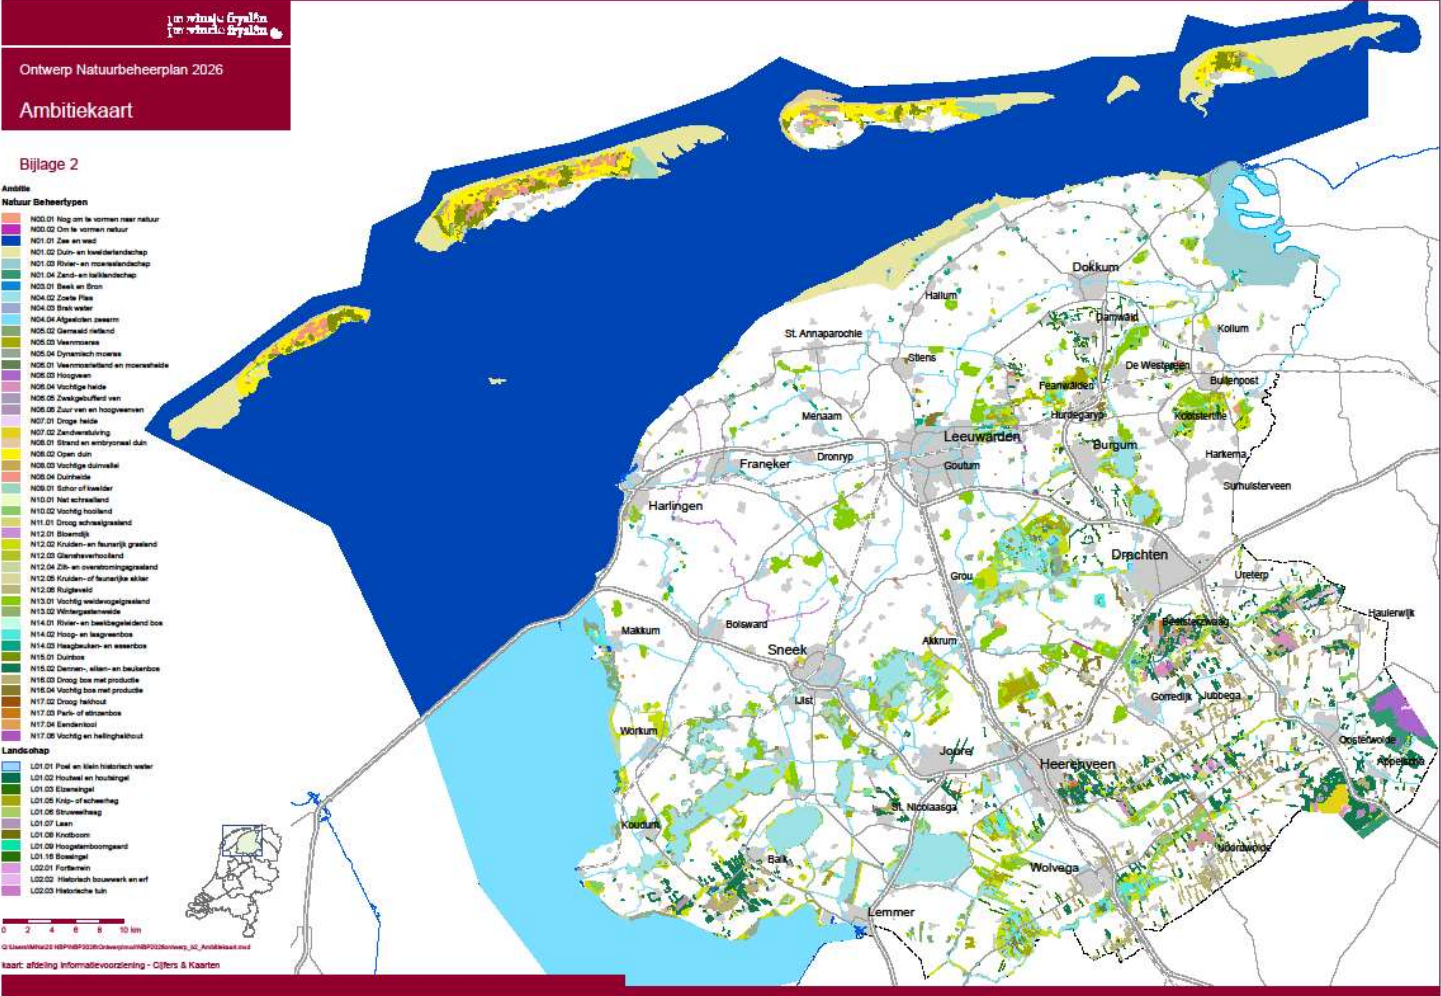 provinsje fryslân
provincie fryslân
Ontwerp Natuurbeheerplan 2026
Ambitiekaart
Bijlage 2
Ambitie
Natuur Beheertypen
N00.01 Nog om te vormen naar natuur
N00.02 Om te vormen natuur
N01.01 Zee en wad
N01.02 Duin- en kwelderlandschap
N01.03 Rivier- en moeraslandschap
N01.04 Zand- en kalklandschap
N03.01 Beek en Bron
N04.02 Zoete Plas
N04.03 Brak water
N04.04 Afgesloten zeearm
N05.02 Gemaaid rietland
N05.03 Veenmoeras
N05.04 Dynamisch moeras
N06.01 Veenmosrietland en moerasheide
N06.03 Hoogveen
N06.04 Vochtige heide
N06.05 Zwakgebufferd ven
N06.06 Zuur ven en hoogveenven
N07.01 Droge heide
N07.02 Zandverstuiving
N08.01 Strand en embryonaal duin
N08.02 Open duin
N08.03 Vochtige duinvallei
N08.04 Duinheide
N09.01 Schor of kwelder
N10.01 Nat schraalland
N10.02 Vochtig hooiland
N11.01 Droog schraalgrasland
N12.01 Bloemdijk
N12.02 Kruiden- en faunarijk grasland
N12.03 Glanshaverhooiland
N12.04 Zilt- en overstromingsgrasland
N12.05 Kruiden- of faunarijke akker
N12.06 Ruigteveld
N13.01 Vochtig weidevogelgrasland
N13.02 Wintergastenweide
N14.01 Rivier- en beekbegeleidend bos
N14.02 Hoog- en laagveenbos
N14.03 Haagbeuken- en essenbos
N15.01 Duinbos
N15.02 Dennen-, eiken- en beukenbos
N16.03 Droog bos met productie
N16.04 Vochtig bos met productie
N17.02 Droog hakhout
N17.03 Park- of stinzenbos
N17.04 Eendenkooi
N17.06 Vochtig en hellinghakhout
Landschap
L01.01 Poel en klein historisch water
L01.02 Houtwal en houtsingel
L01.03 Elzensingel
L01.05 Knip- of scheerheg
L01.06 Struweelhaag
L01.07 Laan
L01.08 Knotboom
L01.09 Hoogstamboomgaard
L01.16 Bossingel
L02.01 Fortterrein
L02.02 Historisch bouwwerk en erf
L02.03 Historische tuin
0 2 4 6 8 10 km
kaart: afdeling Informatievoorziening - Cijfers & Kaarten
Dokkum
Hallum
Damwald
Kollum
St. Annaparochie
Stiens
De Westereen
Buitenpost
Feanwâlden
Menaam
Hurdegaryp
Kootstertille
Leeuwarden
Burgum
Harkema
Franeker
Dronryp
Goutum
Surhuisterveen
Harlingen
Drachten
Grou
Ureterp
Haulerwijk
Makkum
Bolsward
Beetsterzwaag
Akkrum
Sneek
Gorredijk
Jubbega
IJlst
Workum
Oosterwolde
Joure
Heerenveen
Appelscha
St. Nicolaasga
Koudum
Noordwolde
Balk
Wolvega
Lemmer